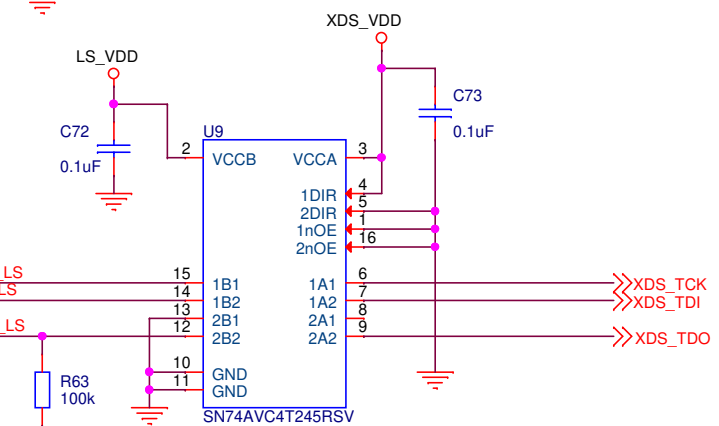 XDS_VDD
LS_VDD
C73
0.1uF
C72
0.1uF
U9
2
VCCB
VCCA
3
1DIR
4
2DIR
5
1nOE
1
2nOE
16
_LS
15
1B1
1A1
6
XDS_TCK
LS
14
1B2
1A2
7
XDS_TDI
13
2B1
2A1
8
_LS
12
2B2
2A2
9
XDS_TDO
10
GND
11
GND
R63
100k
SN74AVC4T245RSV